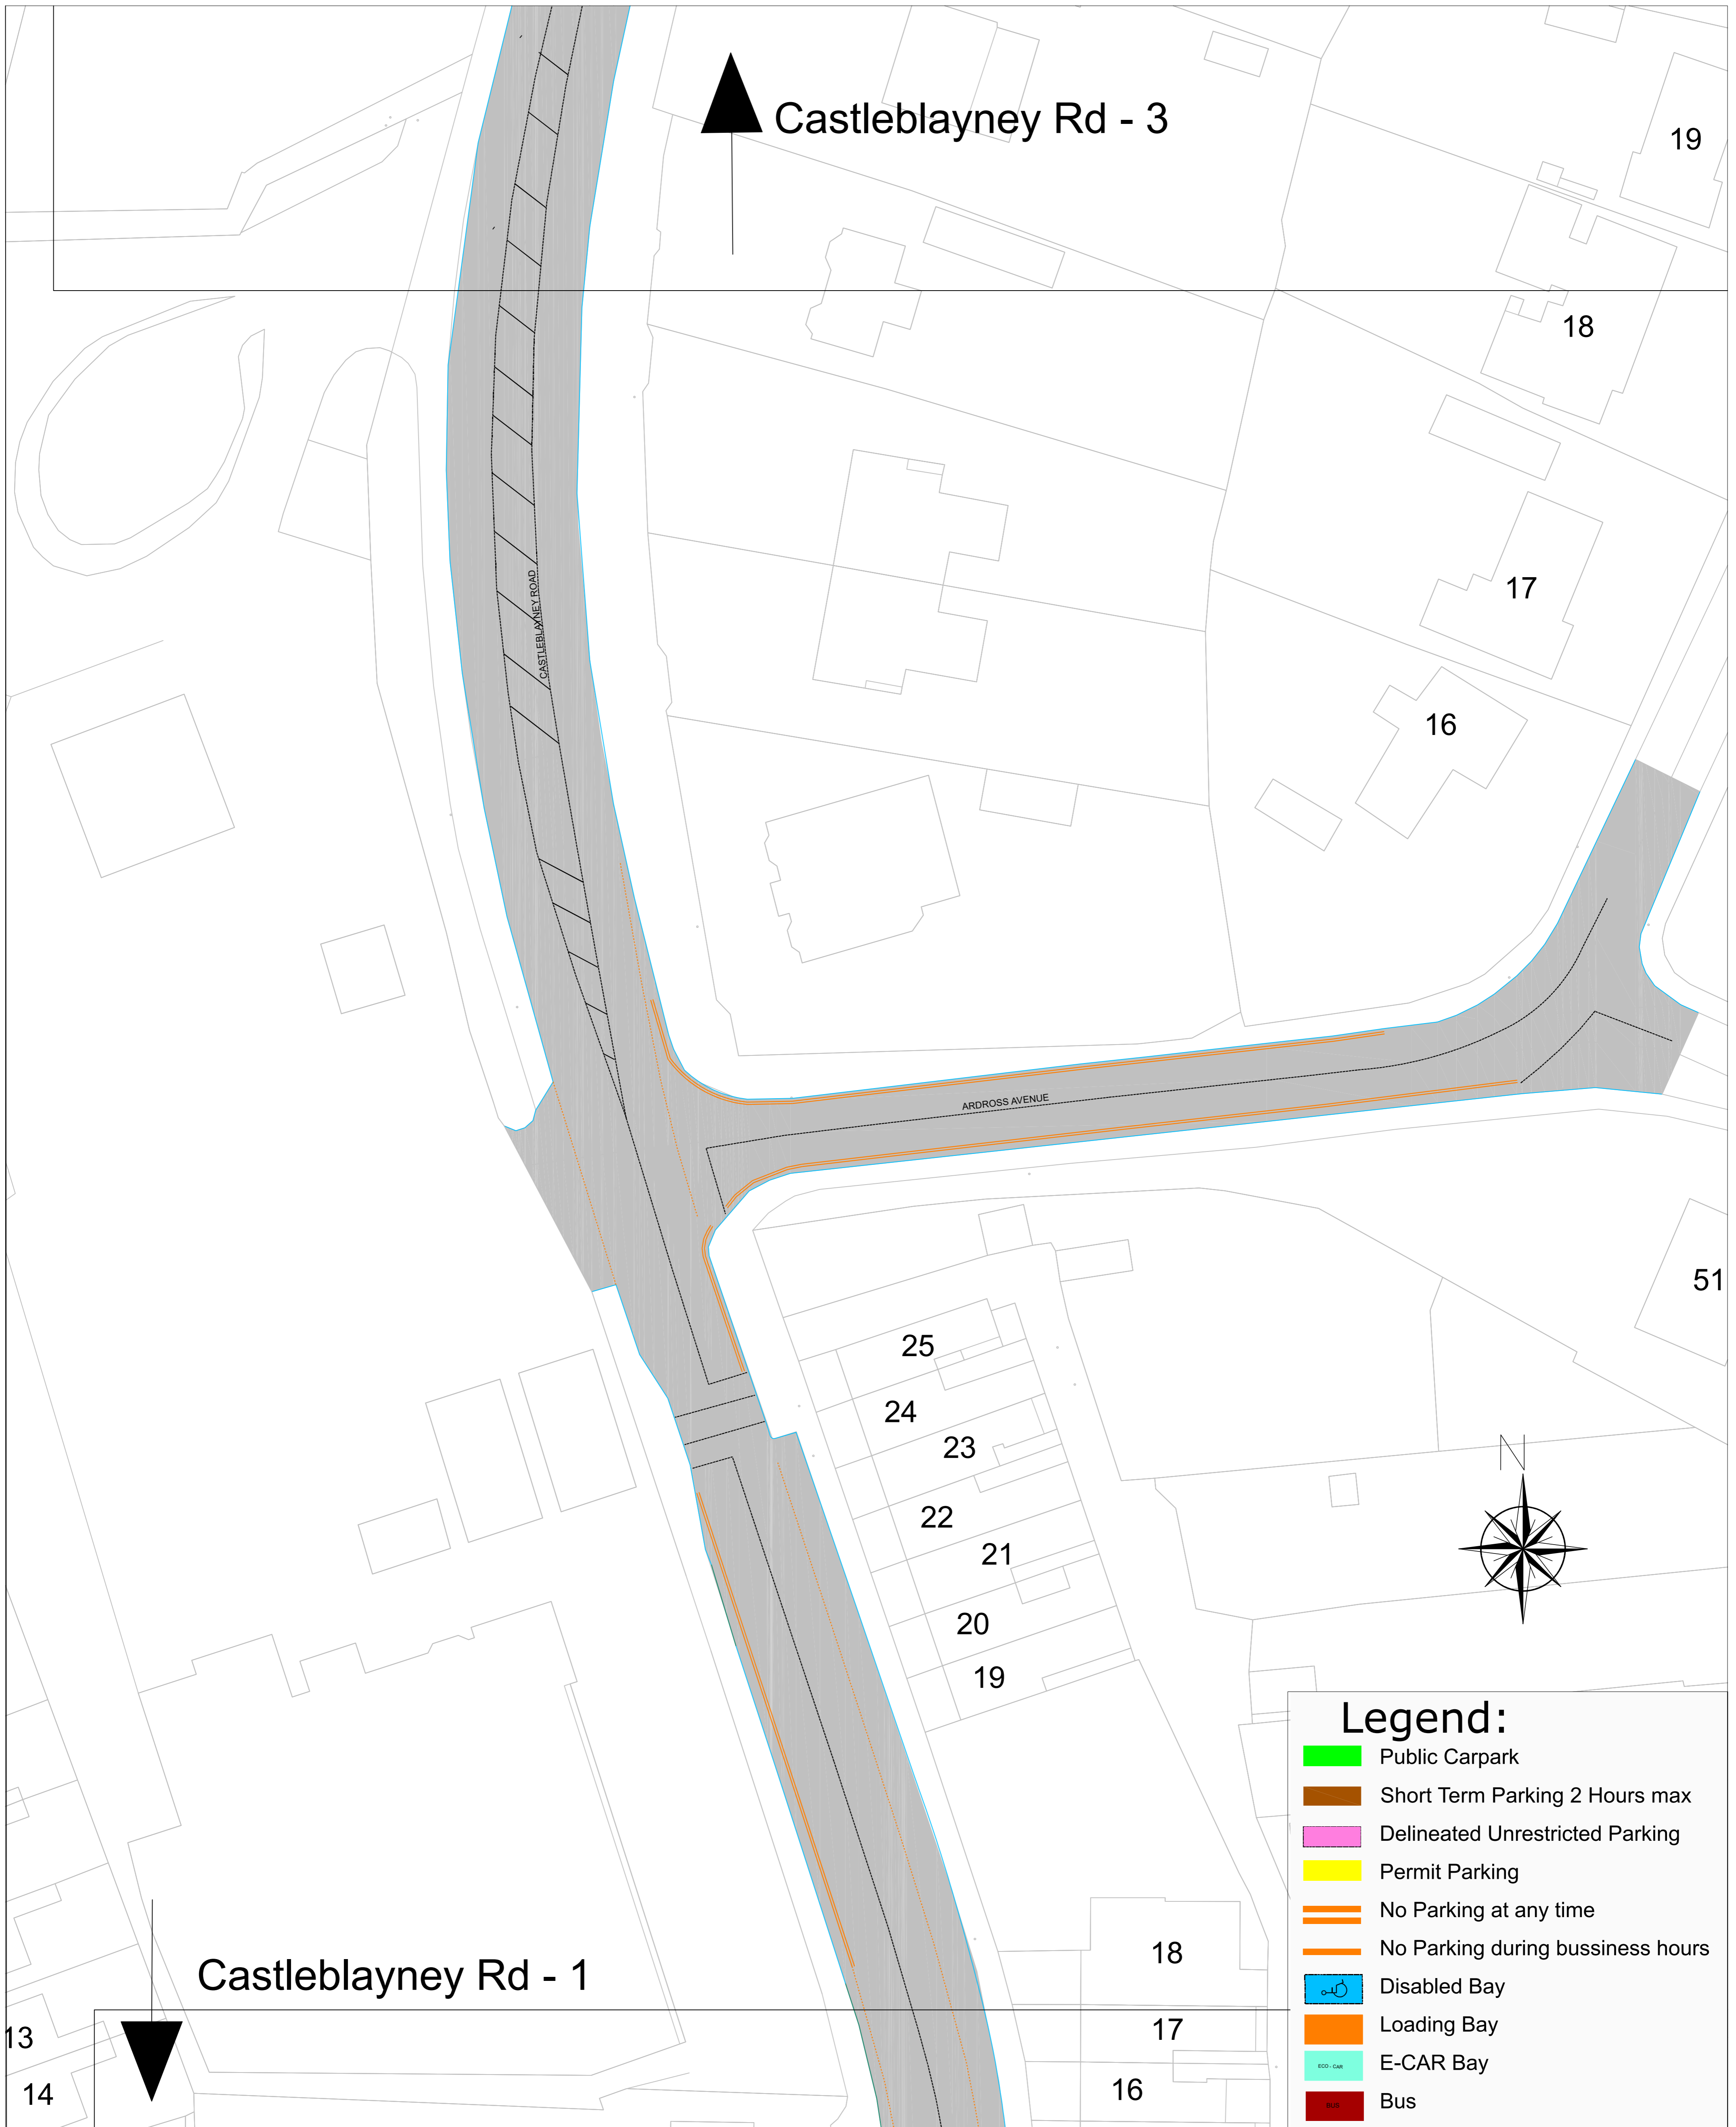 Castleblayney Rd - 3
19
18
17
CASTLEBLAYNEY ROAD
16
ARDROSS AVENUE
51
25
24
23
N
22
21
20
19
Legend:
Public Carpark
Short Term Parking 2 Hours max
Delineated Unrestricted Parking
Permit Parking
No Parking at any time
No Parking during bussiness hours
Disabled Bay
Loading Bay
ECO - CAR E-CAR Bay
BUS Bus
18
Castleblayney Rd - 1
17
13
16
14